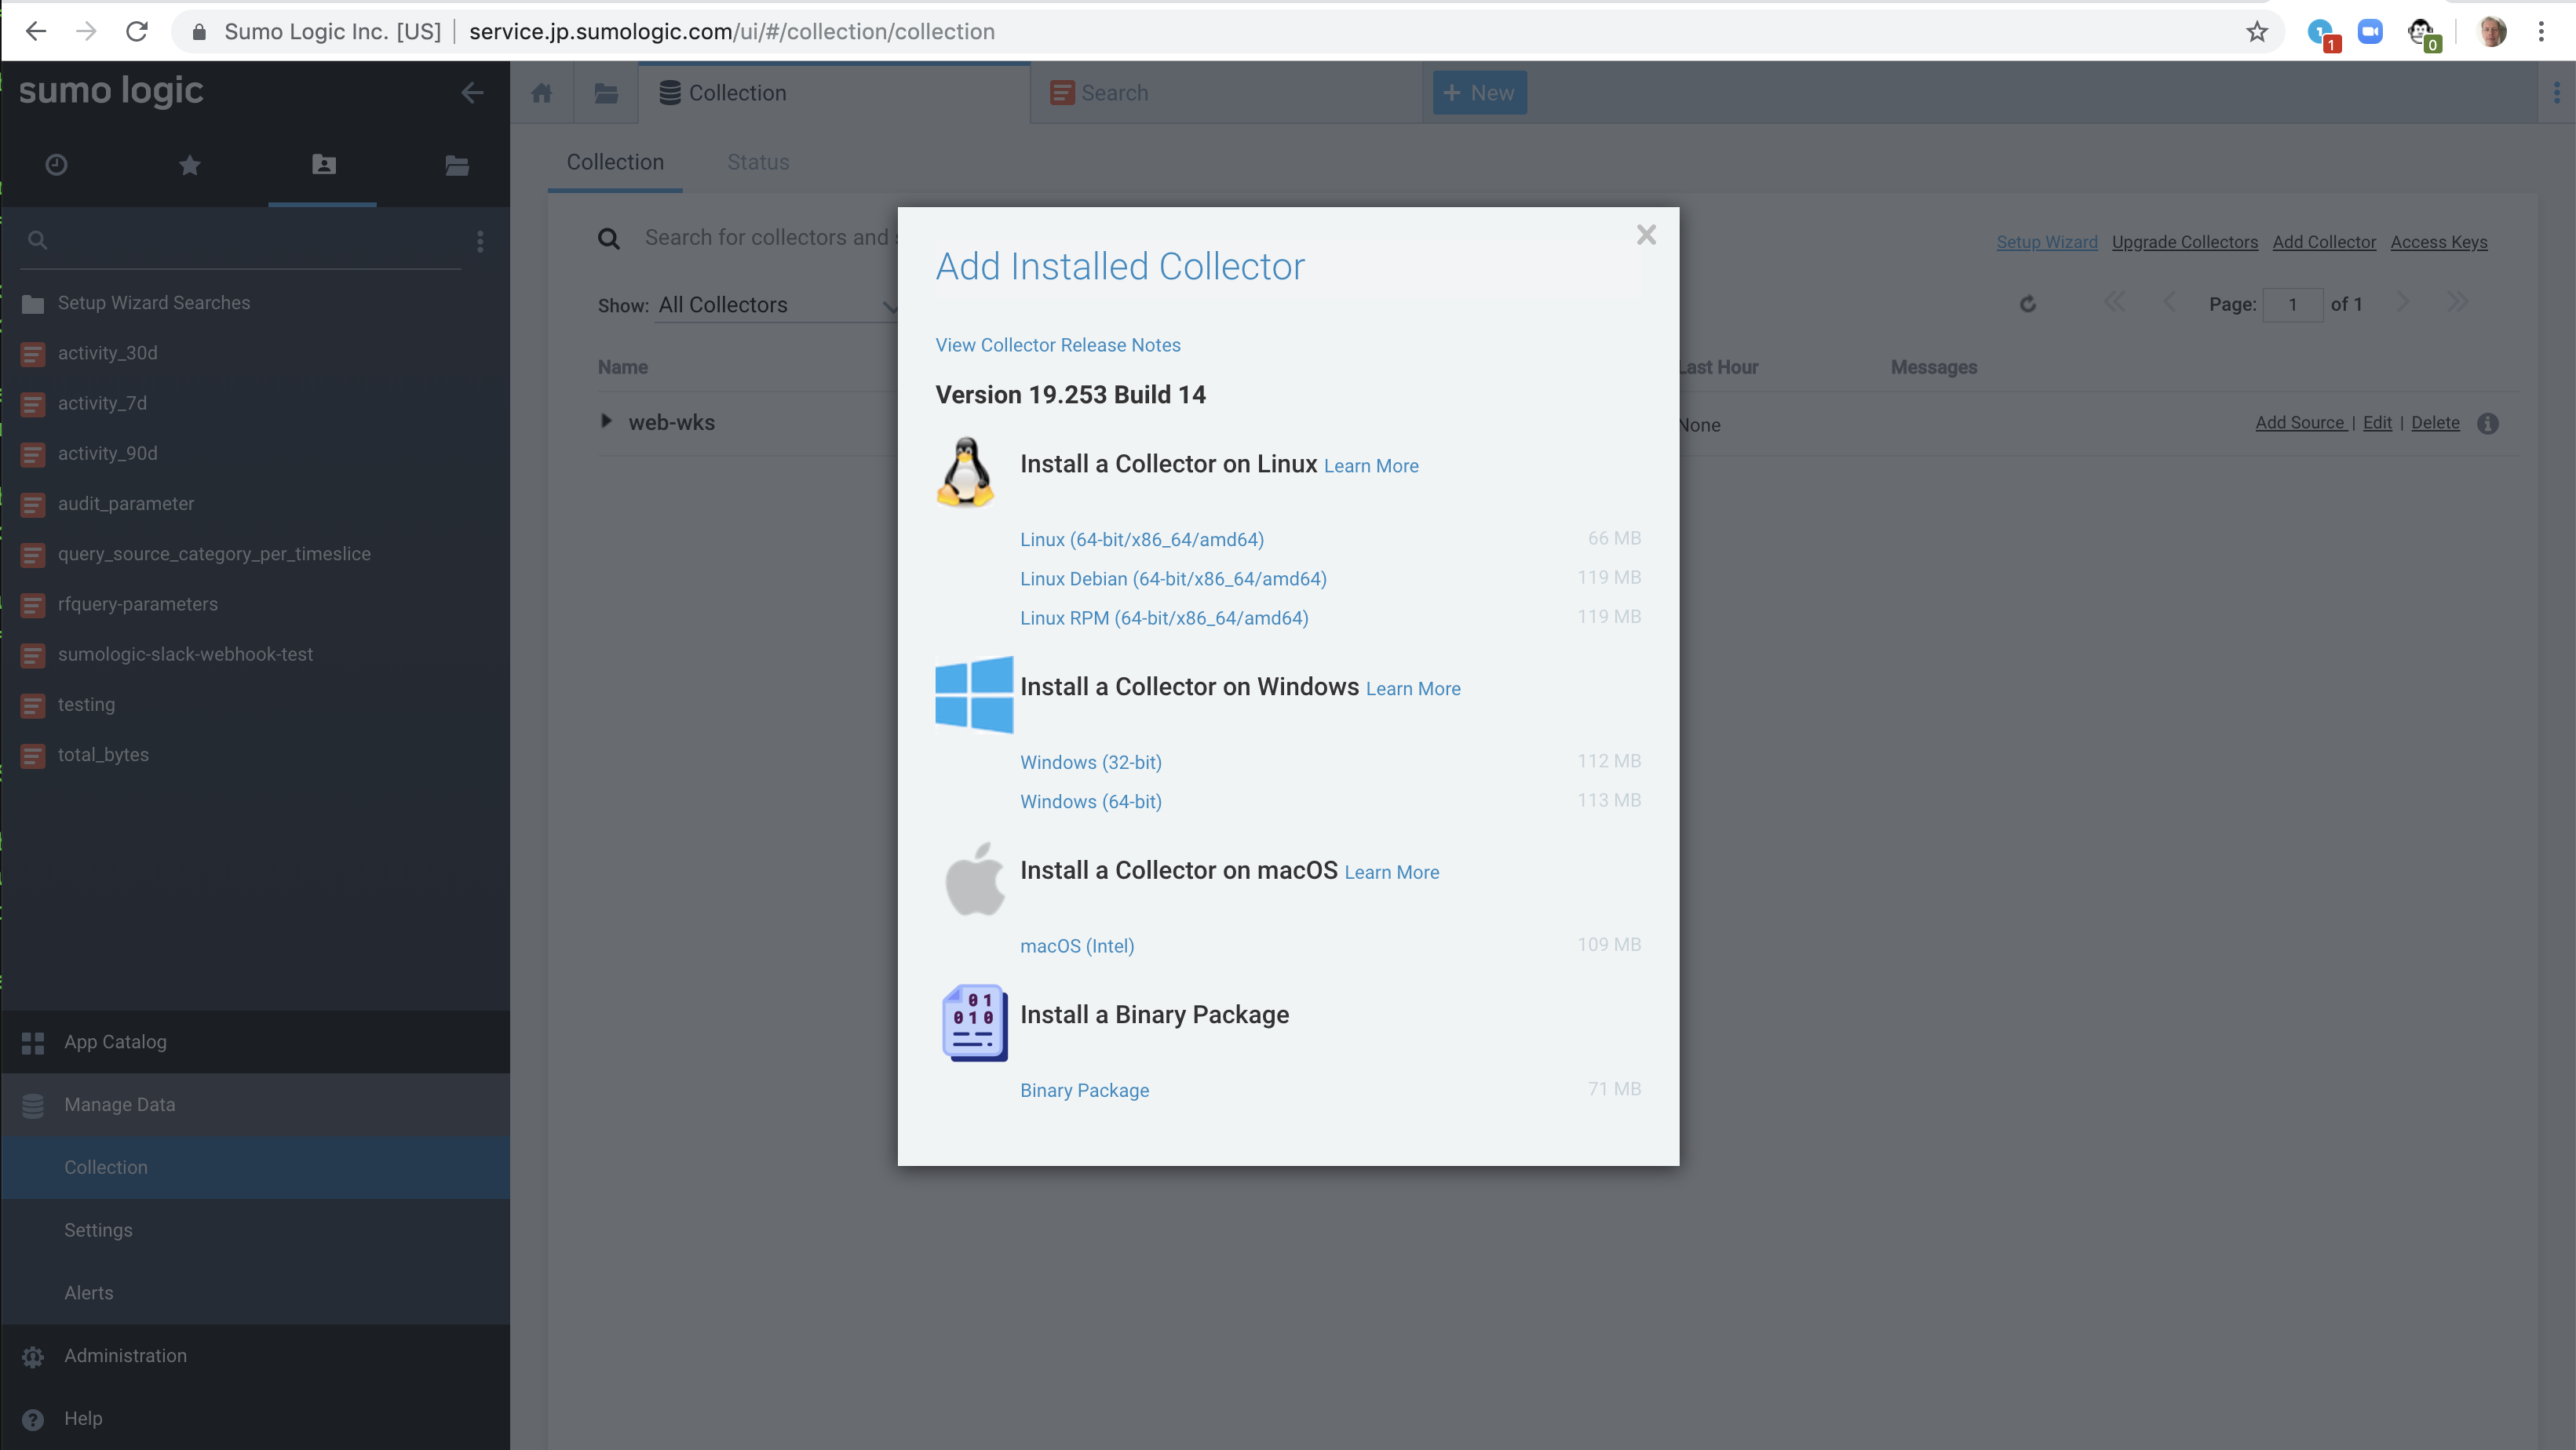 Sumo Logic Inc. [US] service.jp.sumologic.com/ui/#/collection/collection
1
0
sumo logic
Collection
Search
+ New
Collection
Status
Search for collectors and
Setup Wizard Upgrade Collectors Add Collector Access Keys
Show: All Collectors
Page: 1 of 1
Name
Last Hour
Messages
web-wks
None
Add Source | Edit | Delete
Setup Wizard Searches
activity_30d
activity_7d
activity_90d
audit_parameter
query_source_category_per_timeslice
rfquery-parameters
sumologic-slack-webhook-test
testing
total_bytes
App Catalog
Manage Data
Collection
Settings
Alerts
Administration
Help
Add Installed Collector
View Collector Release Notes
Version 19.253 Build 14
Install a Collector on Linux Learn More
Linux (64-bit/x86_64/amd64) 66 MB
Linux Debian (64-bit/x86_64/amd64) 119 MB
Linux RPM (64-bit/x86_64/amd64) 119 MB
Install a Collector on Windows Learn More
Windows (32-bit) 112 MB
Windows (64-bit) 113 MB
Install a Collector on macOS Learn More
macOS (Intel) 109 MB
01
010
Install a Binary Package
Binary Package 71 MB